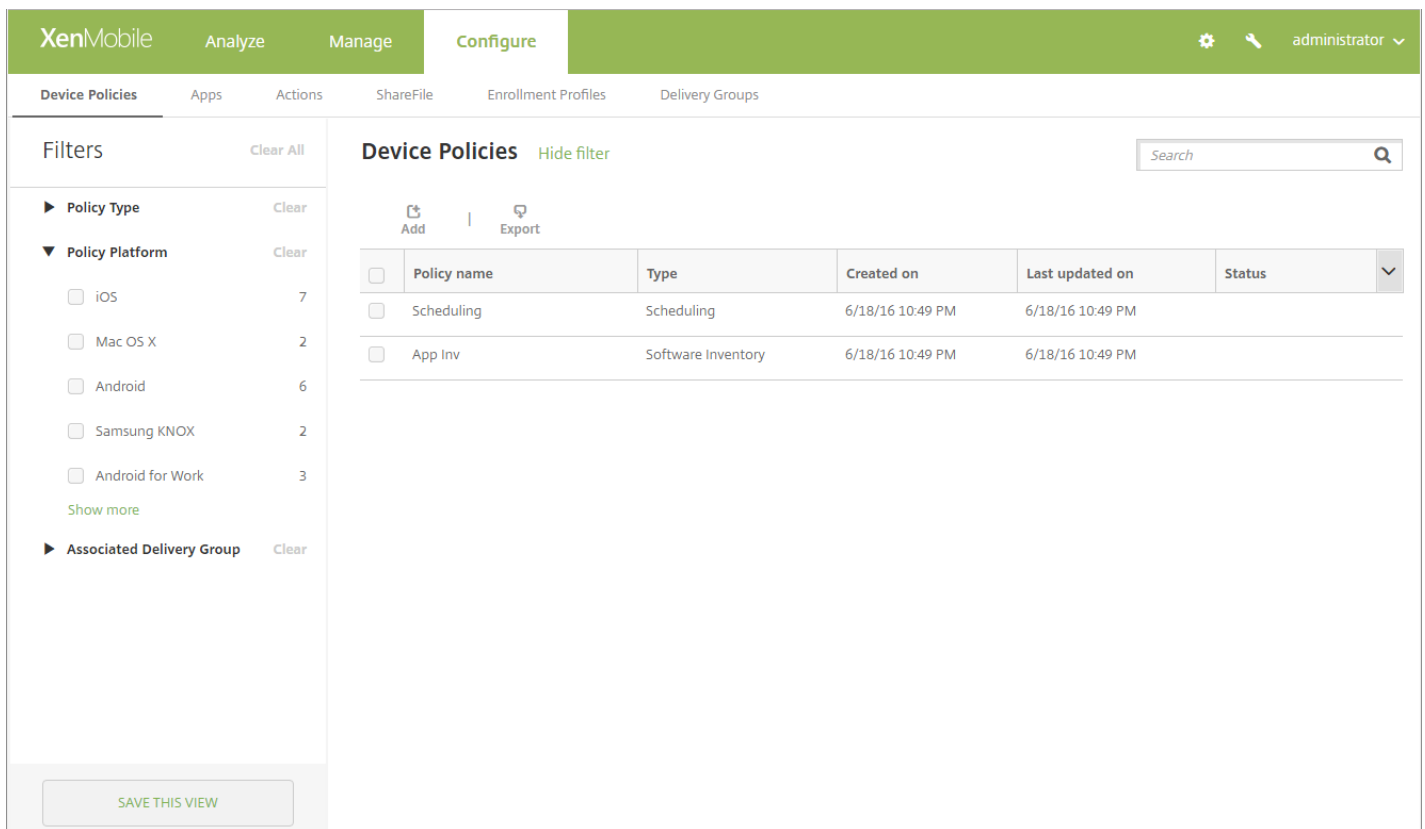 XenMobile Analyze Manage Configure administrator
Device Policies Apps Actions ShareFile Enrollment Profiles Delivery Groups
Filters Clear All
Policy Type Clear
Policy Platform Clear
iOS 7
Mac OS X 2
Android 6
Samsung KNOX 2
Android for Work 3
Show more
Associated Delivery Group Clear
SAVE THIS VIEW
Device Policies Hide filter Search
Add | Export
Policy name Type Created on Last updated on Status
Scheduling Scheduling 6/18/16 10:49 PM 6/18/16 10:49 PM
App Inv Software Inventory 6/18/16 10:49 PM 6/18/16 10:49 PM